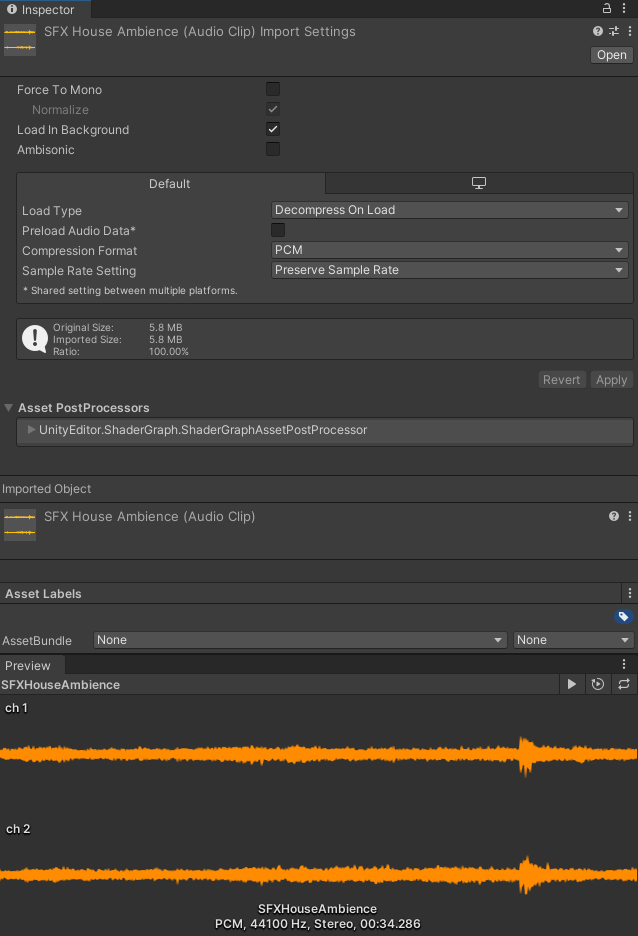 Inspector
SFX House Ambience (Audio Clip) Import Settings
Open
Force To Mono
Normalize
Load In Background
Ambisonic
Default
Load Type Decompress On Load
Preload Audio Data*
Compression Format PCM
Sample Rate Setting Preserve Sample Rate
* Shared setting between multiple platforms.
Original Size: 5.8 MB
Imported Size: 5.8 MB
Ratio: 100.00%
Revert Apply
Asset PostProcessors
UnityEditor.ShaderGraph.ShaderGraphAssetPostProcessor
Imported Object
SFX House Ambience (Audio Clip)
Asset Labels
AssetBundle None None
Preview
SFXHouseAmbience
ch 1
ch 2
SFXHouseAmbience
PCM, 44100 Hz, Stereo, 00:34.286